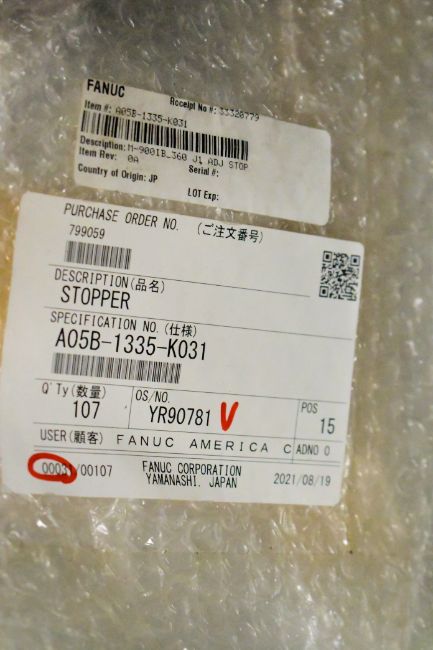 FANUC
Receipt No #: 33320779
Item #: A05B-1335-K031
Description: M-900IB_360 J1 ADJ STOP
Item Rev: 0A Serial#:
Country of Origin: JP
LOT Exp:
PURCHASE ORDER NO. (ご注文番号)
799059
DESCRIPTION(品名)
STOPPER
SPECIFICATION NO.(仕様)
A05B-1335-K031
Q'Ty(数量) OS/NO. POS
107 YR90781 V 15
USER(顧客) FANUC AMERICA C ADNO 0
00031/00107 FANUC CORPORATION 2021/08/19
YAMANASHI, JAPAN